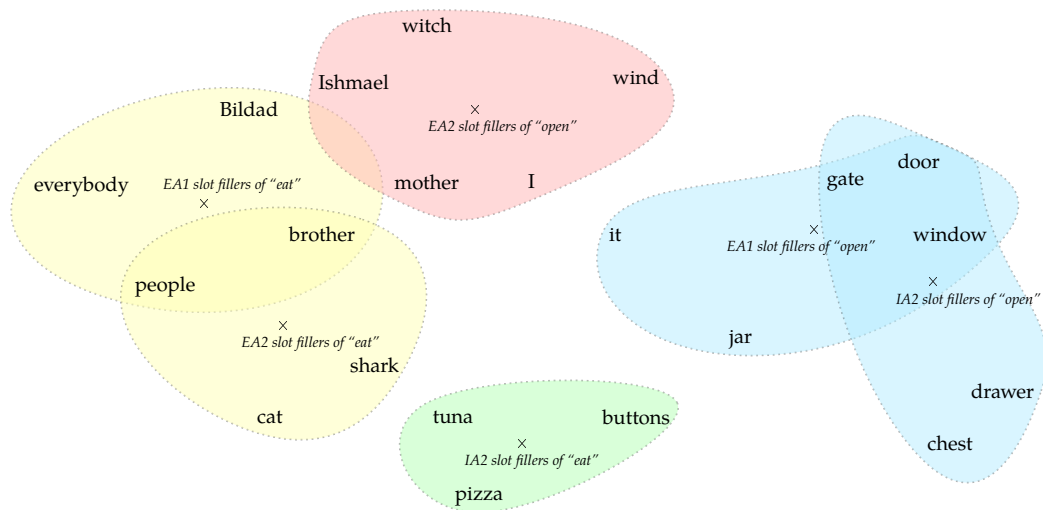 witch
Ishmael
wind
Bildad
× EA2 slot fillers of “open”
everybody
EA1 slot fillers of “eat” ×
mother
I
brother
people
× EA2 slot fillers of “eat”
shark
cat
door
gate
it
× EA1 slot fillers of “open”
window
× IA2 slot fillers of “open”
jar
drawer
chest
tuna
buttons
× IA2 slot fillers of “eat”
pizza